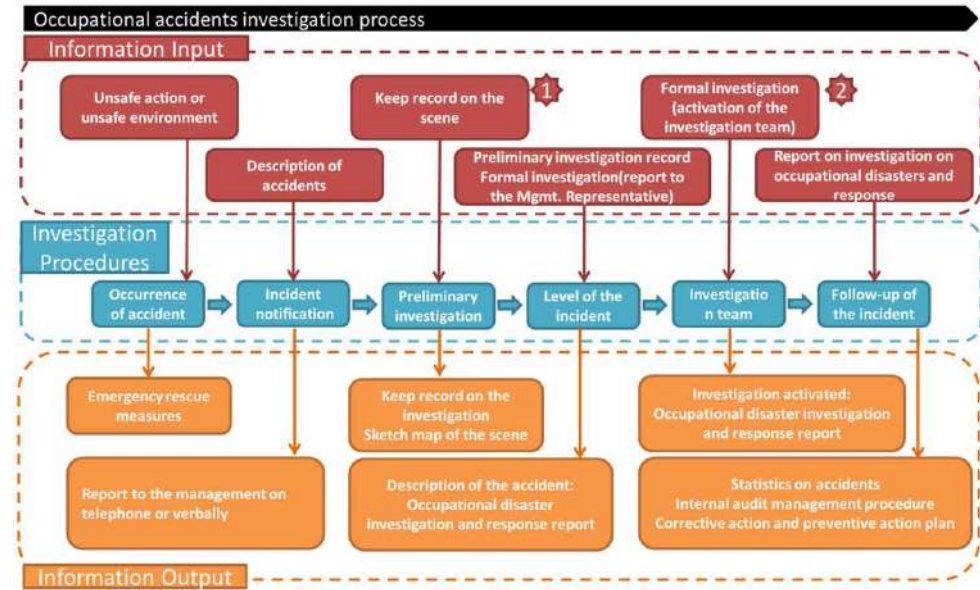 Occupational accidents investigation process
Information Input
Unsafe action or
unsafe environment
Keep record on the
scene
1
Formal investigation
(activation of the
investigation team)
2
Description of
accidents
Preliminary investigation record
Formal investigation(report to
the Mgmt. Representative)
Report on investigation on
occupational disasters and
response
Investigation
Procedures
Occurrence
of accident
Incident
notification
Preliminary
investigation
Level of the
incident
Investigatio
n team
Follow-up of
the incident
Emergency rescue
measures
Keep record on the
investigation
Sketch map of the scene
Investigation activated:
Occupational disaster investigation
and response report
Report to the management on
telephone or verbally
Description of the accident:
Occupational disaster
investigation and response report
Statistics on accidents
Internal audit management procedure
Corrective action and preventive action plan
Information Output